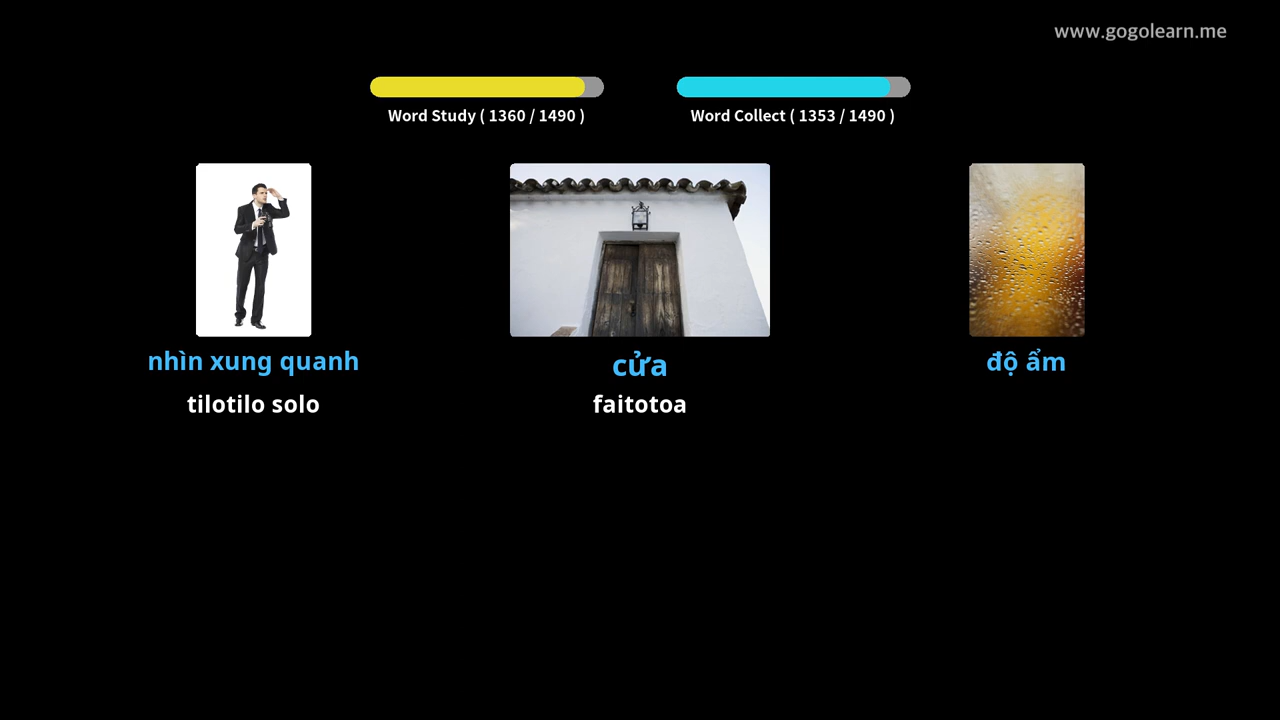 www.gogolearn.me
Word Study ( 1360 / 1490 )
Word Collect ( 1353 / 1490 )
nhìn xung quanh
cửa
độ ẩm
tilotilo solo
faitotoa